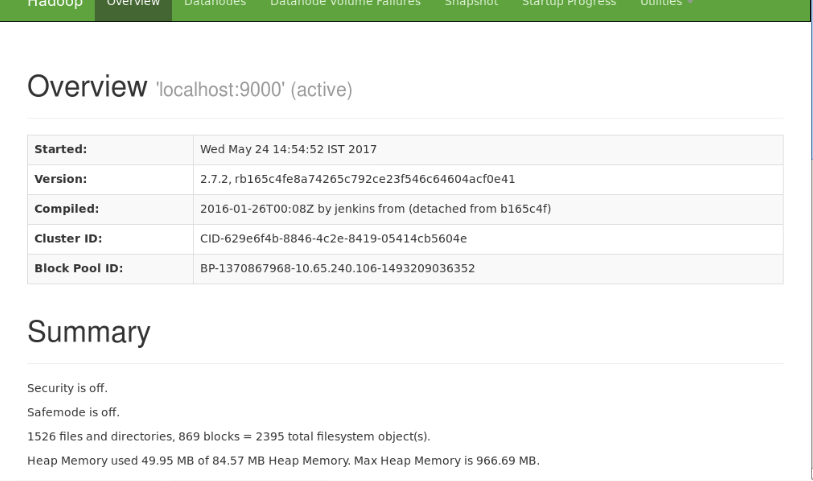 Hadoop Overview Datanodes Datanode Volume Failures Snapshot Startup Progress Utilities
Overview 'localhost:9000' (active)
Started: Wed May 24 14:54:52 IST 2017
Version: 2.7.2, rb165c4fe8a74265c792ce23f546c64604acf0e41
Compiled: 2016-01-26T00:08Z by jenkins from (detached from b165c4f)
Cluster ID: CID-629e6f4b-8846-4c2e-8419-05414cb5604e
Block Pool ID: BP-1370867968-10.65.240.106-1493209036352
Summary
Security is off.
Safemode is off.
1526 files and directories, 869 blocks = 2395 total filesystem object(s).
Heap Memory used 49.95 MB of 84.57 MB Heap Memory. Max Heap Memory is 966.69 MB.